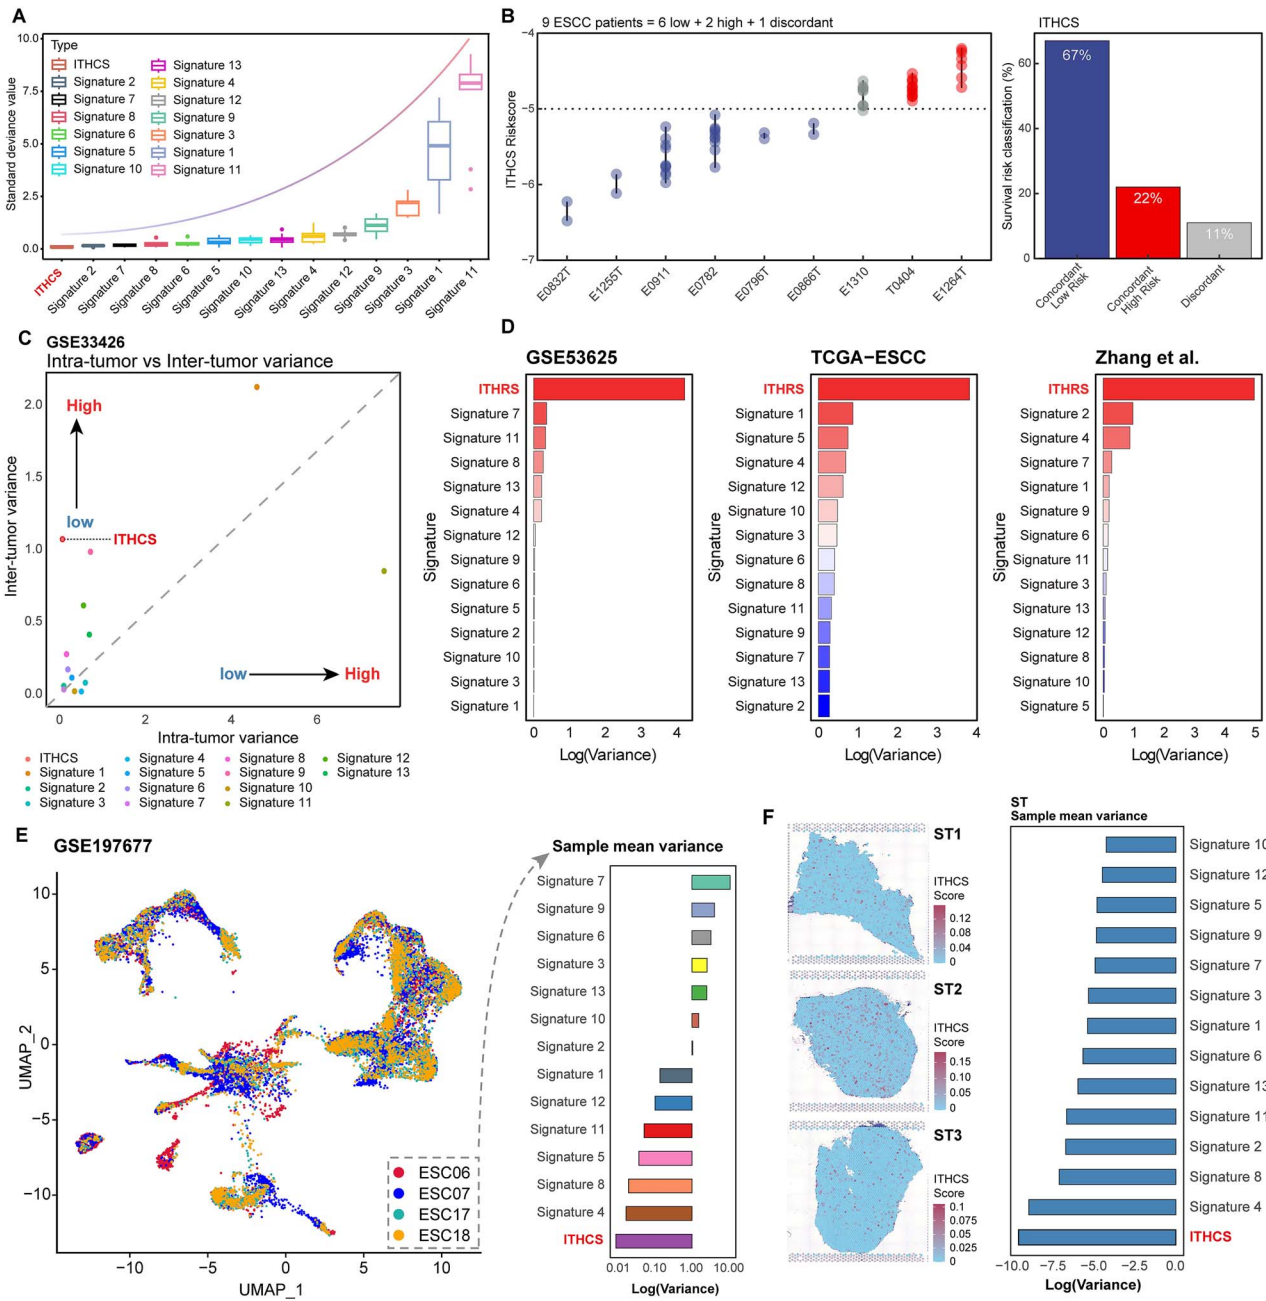 A
Standard deviance value
10.0
7.5
5.0
2.5
0.0
Type
ITHCS
Signature 2
Signature 7
Signature 8
Signature 6
Signature 5
Signature 10
Signature 13
Signature 4
Signature 12
Signature 9
Signature 3
Signature 1
Signature 11
ITHCS
Signature 2
Signature 7
Signature 8
Signature 6
Signature 5
Signature 10
Signature 13
Signature 4
Signature 12
Signature 9
Signature 3
Signature 1
Signature 11
B
9 ESCC patients = 6 low + 2 high + 1 discordant
ITHCS Riskscore
−4
−5
−6
−7
E0832T
E1255T
E0911
E0782
E0796T
E0866T
E1310
T0404
E1264T
ITHCS
Survival risk classification (%)
60
40
20
0
67%
22%
11%
Concordant
Low Risk
Concordant
High Risk
Discordant
C
GSE33426
Intra−tumor vs Inter−tumor variance
Inter−tumor variance
2.0
1.5
1.0
0.5
0.0
High
low
ITHCS
low
High
0
2
4
6
Intra−tumor variance
ITHCS
Signature 1
Signature 2
Signature 3
Signature 4
Signature 5
Signature 6
Signature 7
Signature 8
Signature 9
Signature 10
Signature 11
Signature 12
Signature 13
D
GSE53625
Signature
ITHRS
Signature 7
Signature 11
Signature 8
Signature 13
Signature 4
Signature 12
Signature 9
Signature 6
Signature 5
Signature 2
Signature 10
Signature 3
Signature 1
0 1 2 3 4
Log(Variance)
TCGA−ESCC
Signature
ITHRS
Signature 1
Signature 5
Signature 4
Signature 12
Signature 10
Signature 3
Signature 6
Signature 8
Signature 11
Signature 9
Signature 7
Signature 13
Signature 2
0 1 2 3 4
Log(Variance)
Zhang et al.
Signature
ITHRS
Signature 2
Signature 4
Signature 7
Signature 1
Signature 9
Signature 6
Signature 11
Signature 3
Signature 13
Signature 12
Signature 8
Signature 10
Signature 5
0 1 2 3 4 5
Log(Variance)
E
GSE197677
UMAP_2
10
5
0
−5
−10
−10
−5
0
5
10
UMAP_1
ESC06
ESC07
ESC17
ESC18
Sample mean variance
Signature 7
Signature 9
Signature 6
Signature 3
Signature 13
Signature 10
Signature 2
Signature 1
Signature 12
Signature 11
Signature 5
Signature 8
Signature 4
ITHCS
0.01 0.10 1.00 10.00
Log(Variance)
F
ST1
ITHCS
Score
0.12
0.08
0.04
0
ST2
ITHCS
Score
0.15
0.1
0.05
0
ST3
ITHCS
Score
0.1
0.075
0.05
0.025
0
ST
Sample mean variance
Signature 10
Signature 12
Signature 5
Signature 9
Signature 7
Signature 3
Signature 1
Signature 6
Signature 13
Signature 11
Signature 2
Signature 8
Signature 4
ITHCS
−10.0 −7.5 −5.0 −2.5 0.0
Log(Variance)